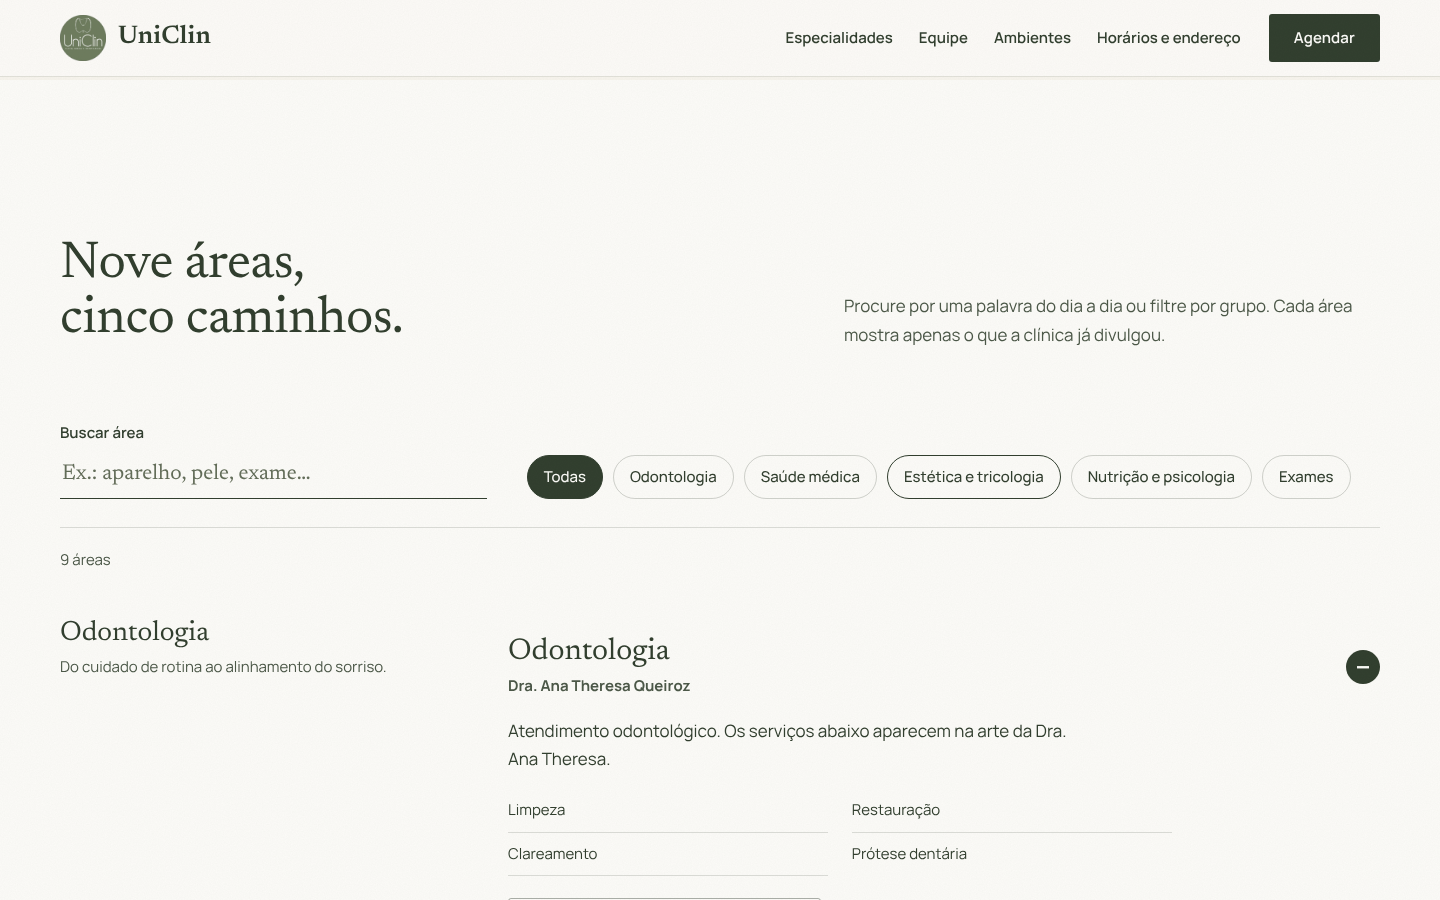 UniClin
UniClin
Especialidades
Equipe
Ambientes
Horários e endereço
Agendar
Nove áreas,
cinco caminhos.
Procure por uma palavra do dia a dia ou filtre por grupo. Cada área
mostra apenas o que a clínica já divulgou.
Buscar área
Ex.: aparelho, pele, exame...
Todas
Odontologia
Saúde médica
Estética e tricologia
Nutrição e psicologia
Exames
9 áreas
Odontologia
Do cuidado de rotina ao alinhamento do sorriso.
Odontologia
Dra. Ana Theresa Queiroz
Atendimento odontológico. Os serviços abaixo aparecem na arte da Dra.
Ana Theresa.
Limpeza
Restauração
Clareamento
Prótese dentária